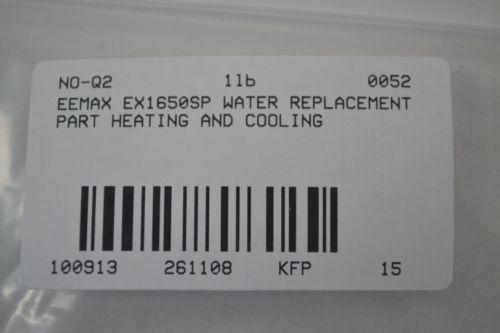 NO-Q2 1lb 0052
EEMAX EX1650SP WATER REPLACEMENT
PART HEATING AND COOLING
100913 261108 KFP 15